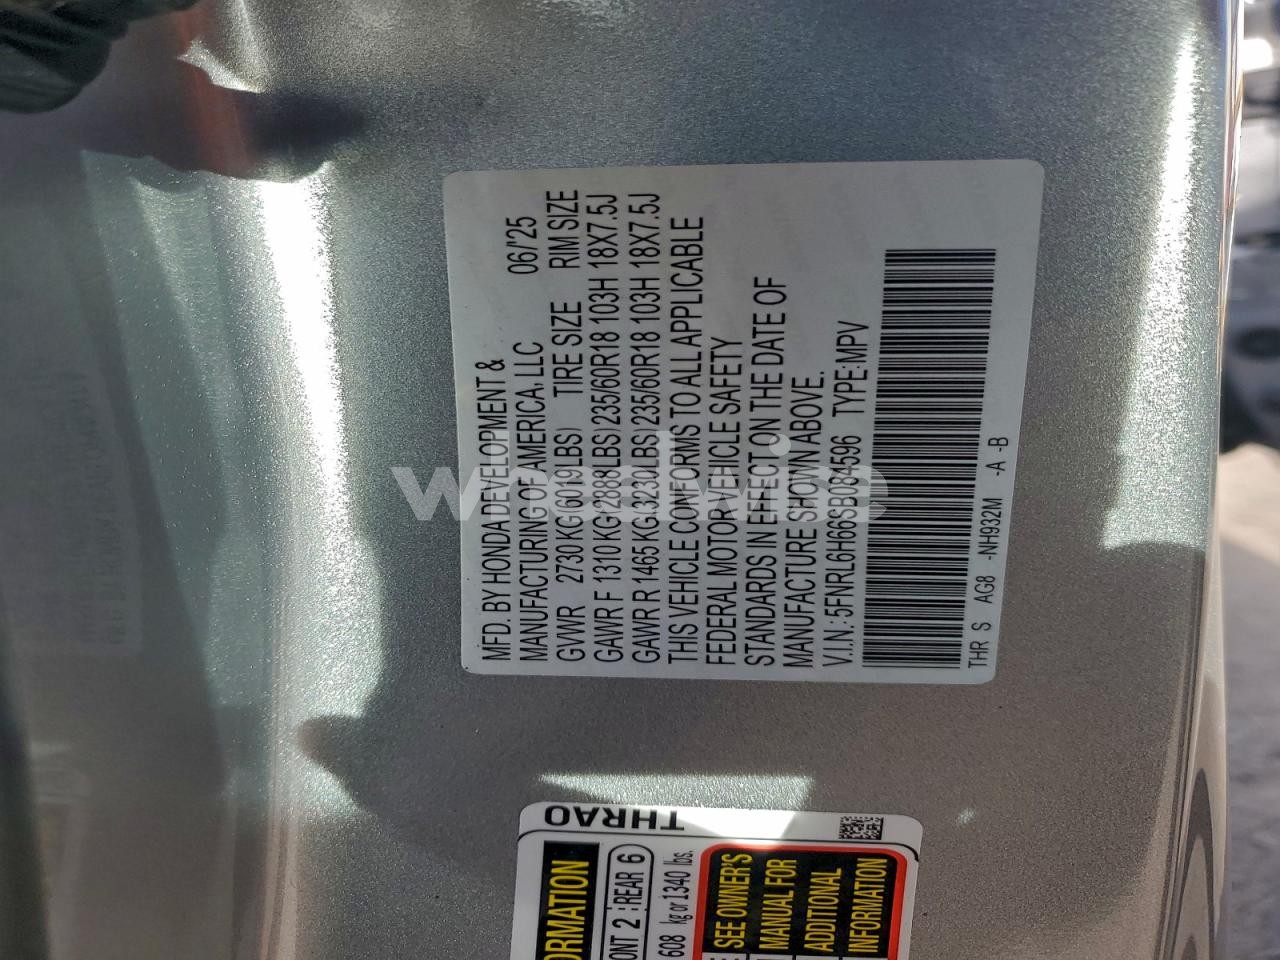 MFD. BY HONDA DEVELOPMENT &
MANUFACTURING OF AMERICA, LLC 06/'25
GVWR 2730 KG(6019LBS) TIRE SIZE RIM SIZE
GAWR F 1310 KG(2888LBS)235/60R18 103H 18X7.5J
GAWR R 1465 KG(3230LBS)235/60R18 103H 18X7.5J
THIS VEHICLE CONFORMS TO ALL APPLICABLE
FEDERAL MOTOR VEHICLE SAFETY
STANDARDS IN EFFECT ON THE DATE OF
MANUFACTURE SHOWN ABOVE.
V.I.N.:5FNRL6H66SB084596 TYPE:MPV
THR S AG8 -NH932M -A -B
wheelwise
THRAO
REAR 6
2
608 kg or 1340 lbs.
SEE OWNER'S
MANUAL FOR
ADDITIONAL
INFORMATION